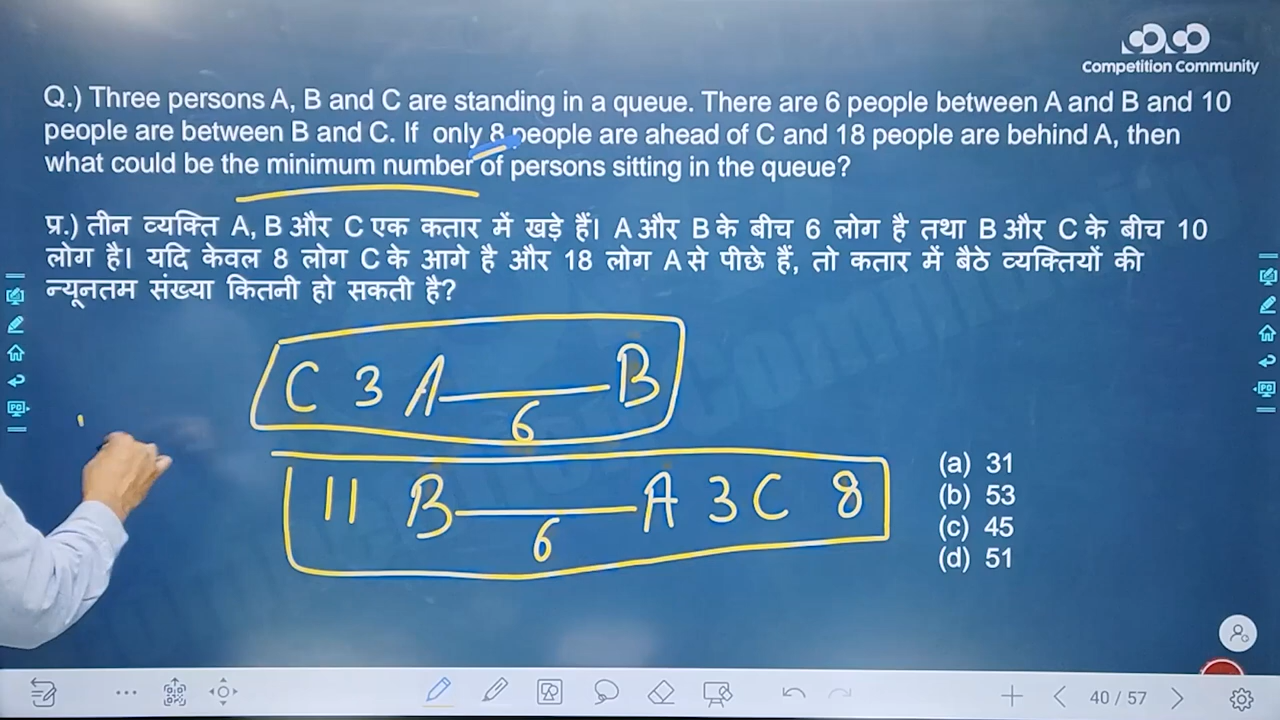 Competition Community
Q.) Three persons A, B and C are standing in a queue. There are 6 people between A and B and 10
people are between B and C. If only 8 people are ahead of C and 18 people are behind A, then
what could be the minimum number of persons sitting in the queue?
प्र.) तीन व्यक्ति A, B और C एक कतार में खड़े हैं। A और B के बीच 6 लोग है तथा B और C के बीच 10
लोग है। यदि केवल 8 लोग C के आगे है और 18 लोग A से पीछे हैं, तो कतार में बैठे व्यक्तियों की
न्यूनतम संख्या कितनी हो सकती है?
C 3 A B
6
11 B A 3 C 8
6
(a) 31
(b) 53
(c) 45
(d) 51
40 / 57